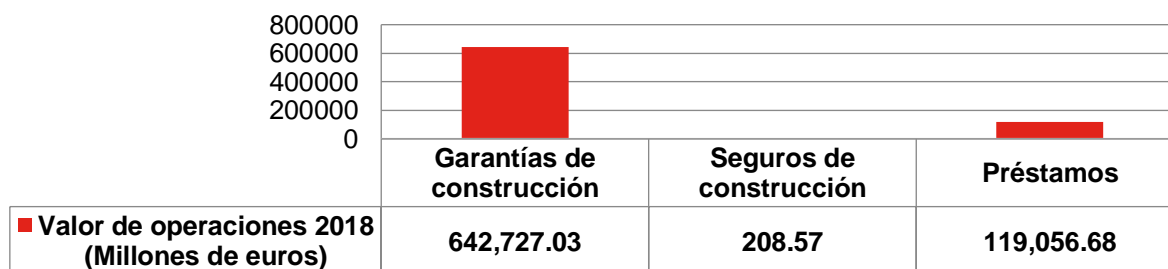 800000
600000
400000
200000
0
Garantías de
construcción
Seguros de
construcción
Préstamos
Valor de operaciones 2018
(Millones de euros)
642,727.03
208.57
119,056.68